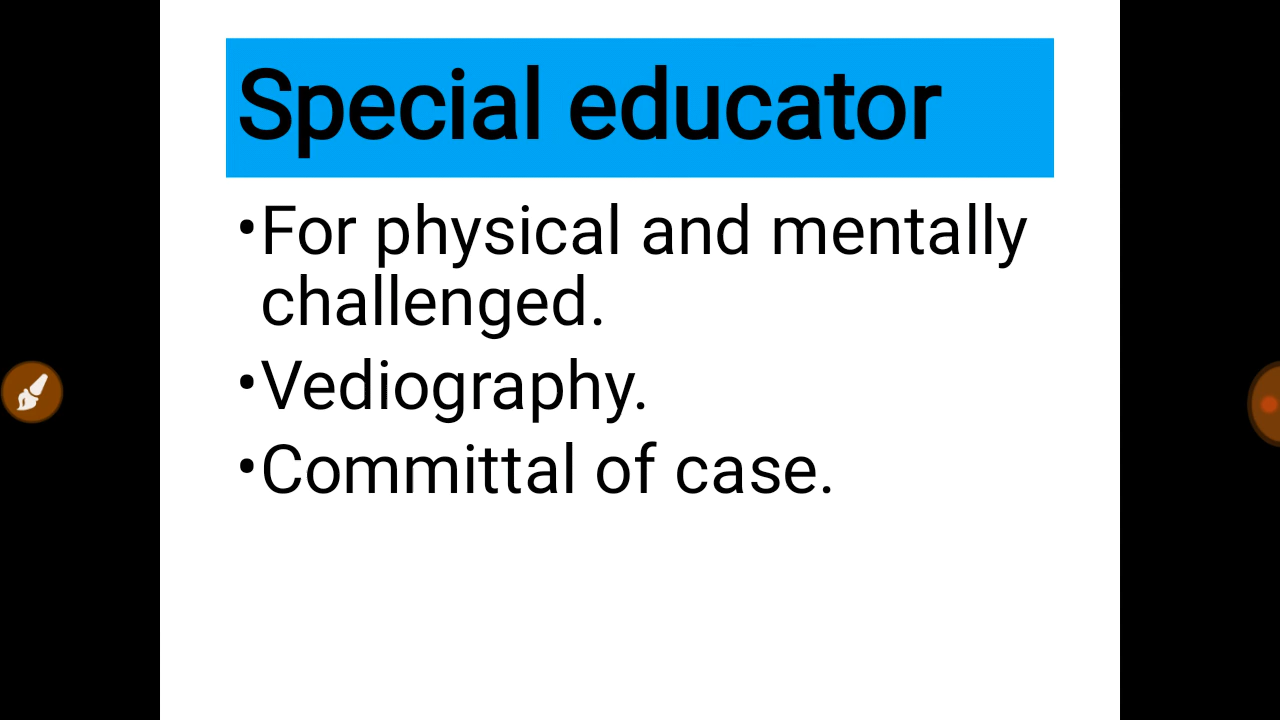 Special educator
•For physical and mentally
challenged.
•Vediography.
•Committal of case.